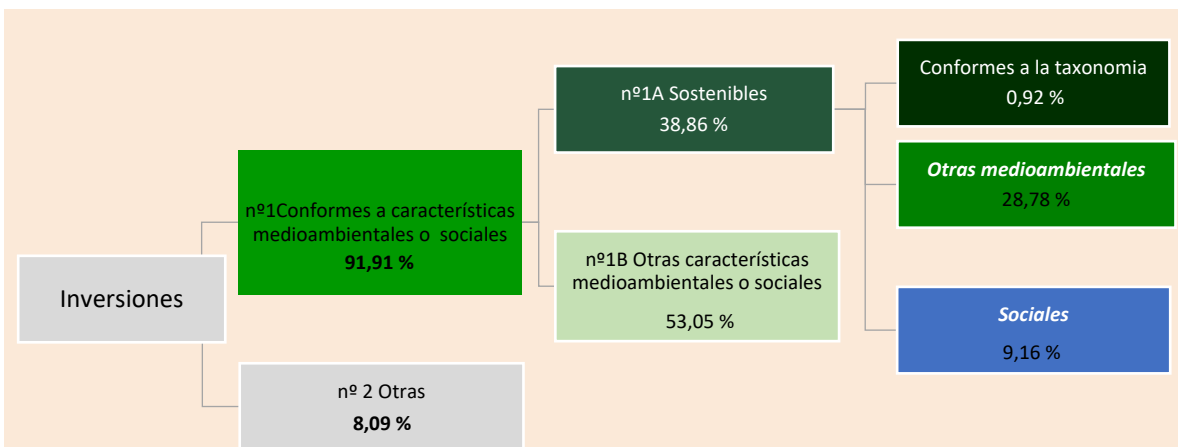 Inversiones
nº1Conformes a características
medioambientales o sociales
91,91 %
nº 2 Otras
8,09 %
nº1A Sostenibles
38,86 %
nº1B Otras características
medioambientales o sociales
53,05 %
Conformes a la taxonomia
0,92 %
Otras medioambientales
28,78 %
Sociales
9,16 %